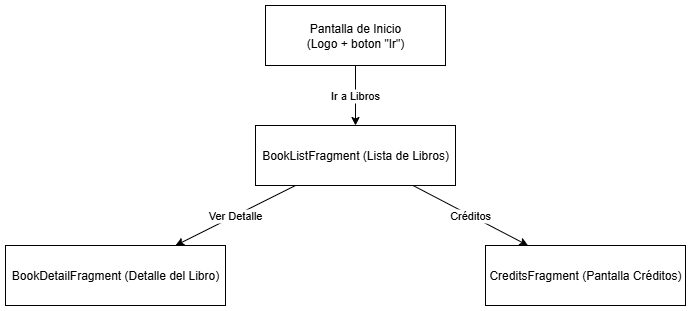 Pantalla de Inicio
(Logo + boton "Ir")
Ir a Libros
BookListFragment (Lista de Libros)
Ver Detalle
Créditos
BookDetailFragment (Detalle del Libro)
CreditsFragment (Pantalla Créditos)